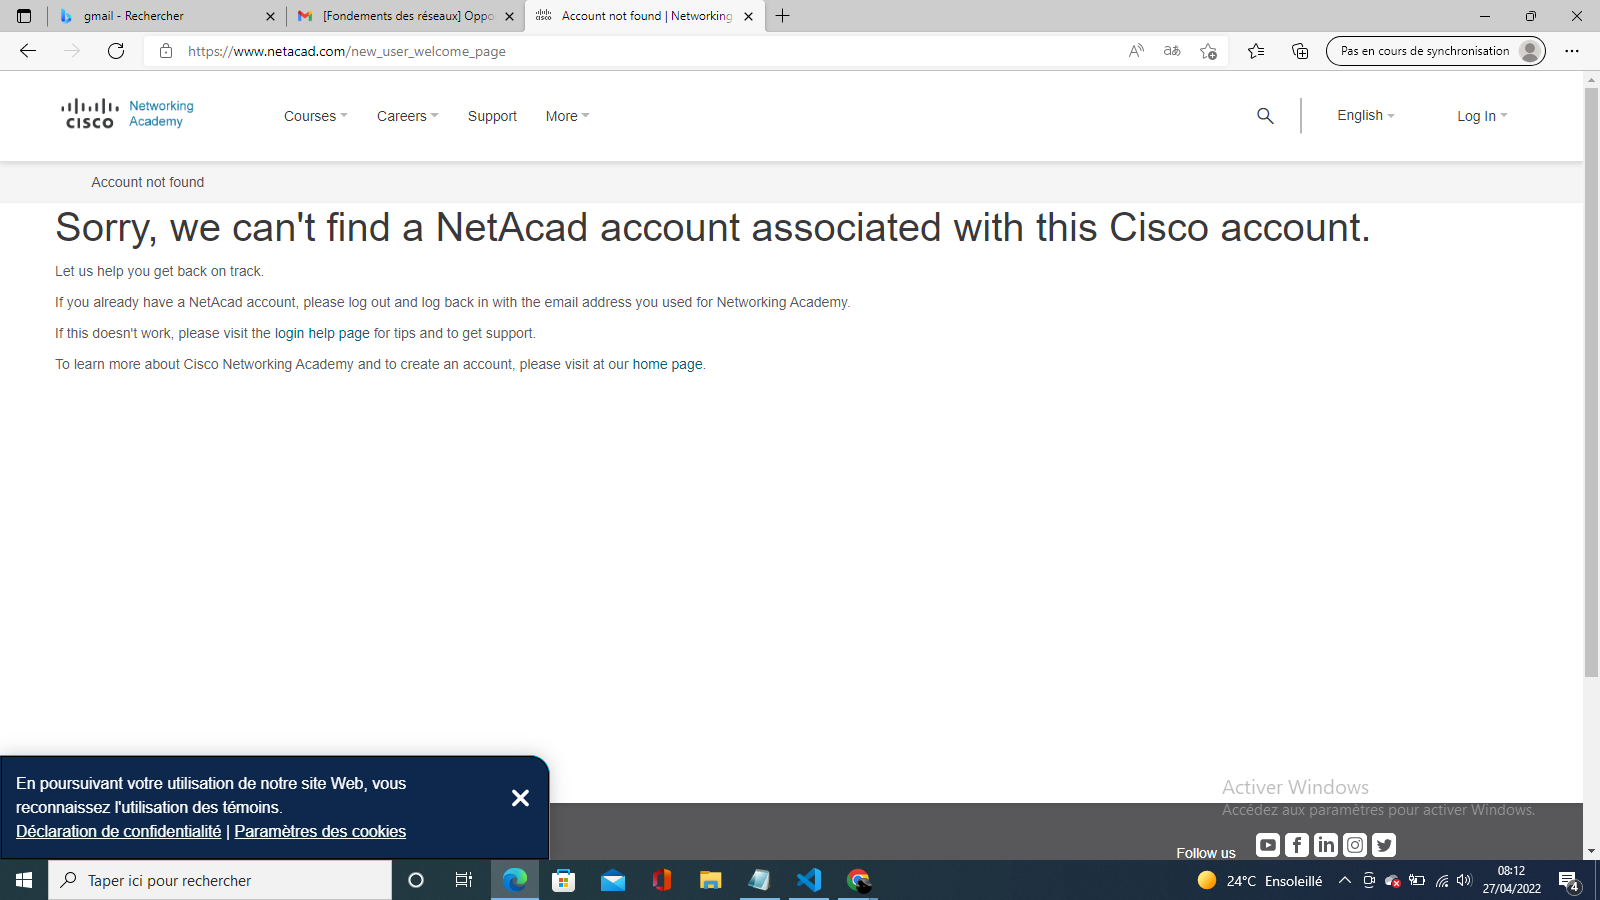 gmail - Rechercher
[Fondements des réseaux] Oppo
Account not found | Networking
https://www.netacad.com/new_user_welcome_page
Pas en cours de synchronisation
CISCO
Networking
Academy
Courses
Careers
Support
More
English
Log In
Account not found
Sorry, we can't find a NetAcad account associated with this Cisco account.
Let us help you get back on track.
If you already have a NetAcad account, please log out and log back in with the email address you used for Networking Academy.
If this doesn't work, please visit the login help page for tips and to get support.
To learn more about Cisco Networking Academy and to create an account, please visit at our home page.
En poursuivant votre utilisation de notre site Web, vous
reconnaissez l'utilisation des témoins.
Déclaration de confidentialité | Paramètres des cookies
Activer Windows
Accédez aux paramètres pour activer Windows.
Follow us
Taper ici pour rechercher
24°C Ensoleillé
08:12
27/04/2022
4